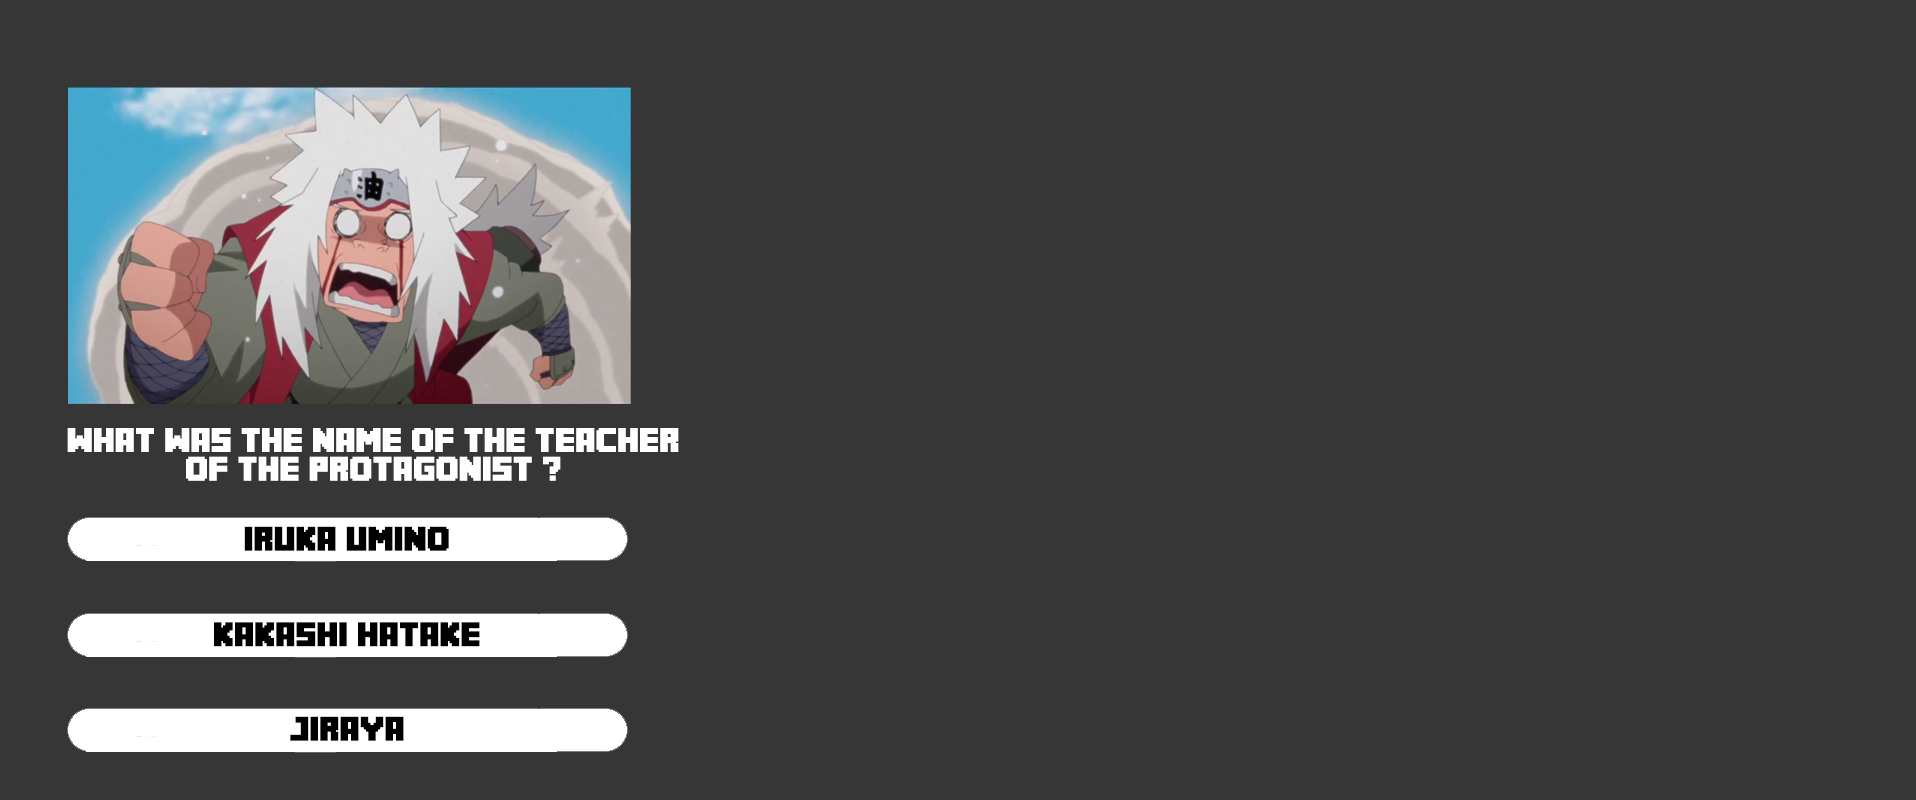 油
WHAT WAS THE NAME OF THE TEACHER
OF THE PROTAGONIST ?
IRUKA UMINO
KAKASHI HATAKE
JIRAYA